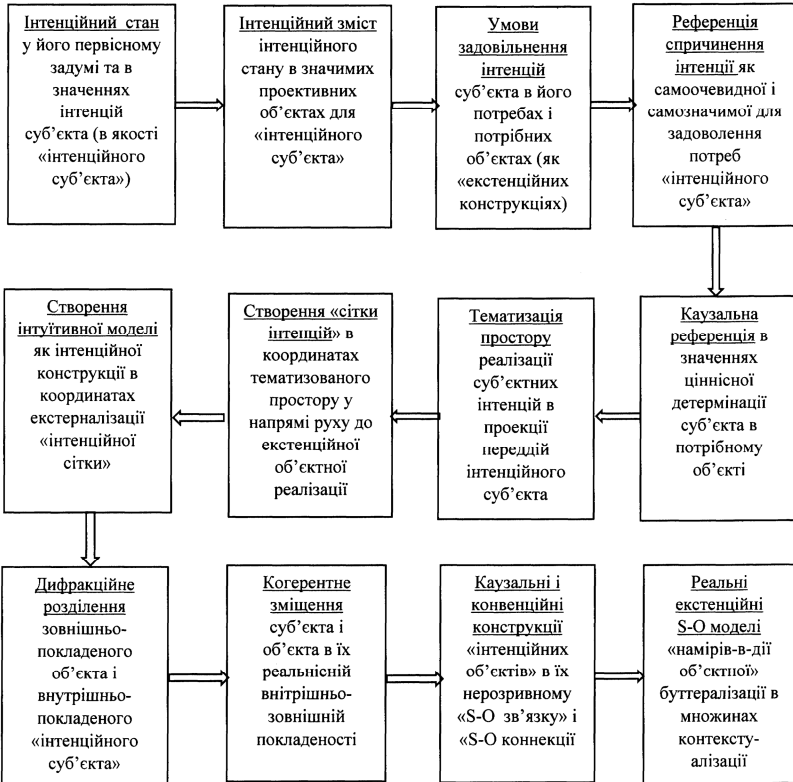 Інтенційний стан
у його первісному
задумі та в
значеннях
інтенцій
суб’єкта (в якості
«інтенційного
суб’єкта»)
Інтенційний зміст
інтенційного
стану в значимих
проективних
об’єктах для
«інтенційного
суб’єкта»
Умови
задовільнення
інтенцій
суб’єкта в його
потребах і
потрібних
об’єктах (як
«екстенційних
конструкціях)
Референція
спричинення
інтенції як
самоочевидної і
самозначимої для
задоволення
потреб
«інтенційного
суб’єкта»
Каузальна
референція в
значеннях
ціннісної
детермінації
суб’єкта в
потрібному
об’єкті
Тематизація
простору
реалізації
суб’єктних
інтенцій в
проекції
переддій
інтенційного
суб’єкта
Створення «сітки
інтенцій» в
координатах
тематизованого
простору у
напрямі руху до
екстенційної
об’єктної
реалізації
Створення
інтуїтивної моделі
як інтенційної
конструкції в
координатах
екстерналізації
«інтенційної
сітки»
Дифракційне
розділення
зовнішньо-
покладеного
об’єкта і
внутрішньо-
покладеного
«інтенційного
суб’єкта»
Когерентне
зміщення
суб’єкта і
об’єкта в їх
реальнісній
внітрішньо-
зовнішній
покладеності
Каузальні і
конвенційні
конструкції
«інтенційних
об’єктів» в їх
нерозривному
«S-O зв’язку» і
«S-O коннекції
Реальні
екстенційні
S-O моделі
«намірів-в-дії
об’єктної»
буттералізації в
множинах
контексту-
алізації